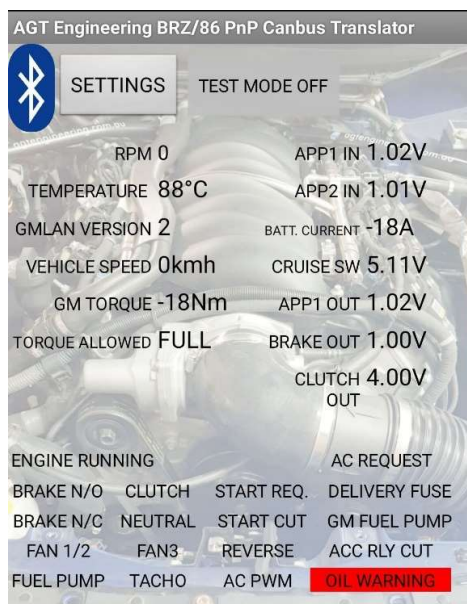 AGT Engineering BRZ/86 PnP Canbus Translator
SETTINGS TEST MODE OFF
RPM 0 APP1 IN 1.02V
TEMPERATURE 88°C APP2 IN 1.01V
GMLAN VERSION 2 BATT. CURRENT -18A
VEHICLE SPEED 0kmh CRUISE SW 5.11V
GM TORQUE -18Nm APP1 OUT 1.02V
TORQUE ALLOWED FULL BRAKE OUT 1.00V
CLUTCH 4.00V
OUT
ENGINE RUNNING AC REQUEST
BRAKE N/O CLUTCH START REQ. DELIVERY FUSE
BRAKE N/C NEUTRAL START CUT GM FUEL PUMP
FAN 1/2 FAN3 REVERSE ACC RLY CUT
FUEL PUMP TACHO AC PWM OIL WARNING